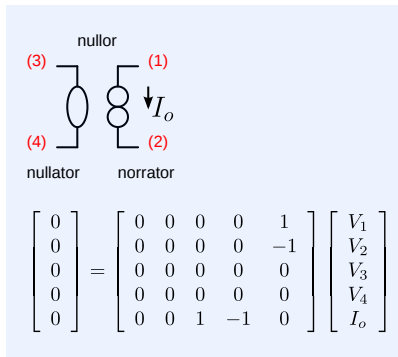 nullor
(3) (1)
I_o
(4) (2)
nullator norrator
[ 0 ] = [ 0 0 0 0 1 ] [ V_1 ]
[ 0 ] [ 0 0 0 0 −1 ] [ V_2 ]
[ 0 ] [ 0 0 0 0 0 ] [ V_3 ]
[ 0 ] [ 0 0 0 0 0 ] [ V_4 ]
[ 0 ] [ 0 0 1 −1 0 ] [ I_o ]